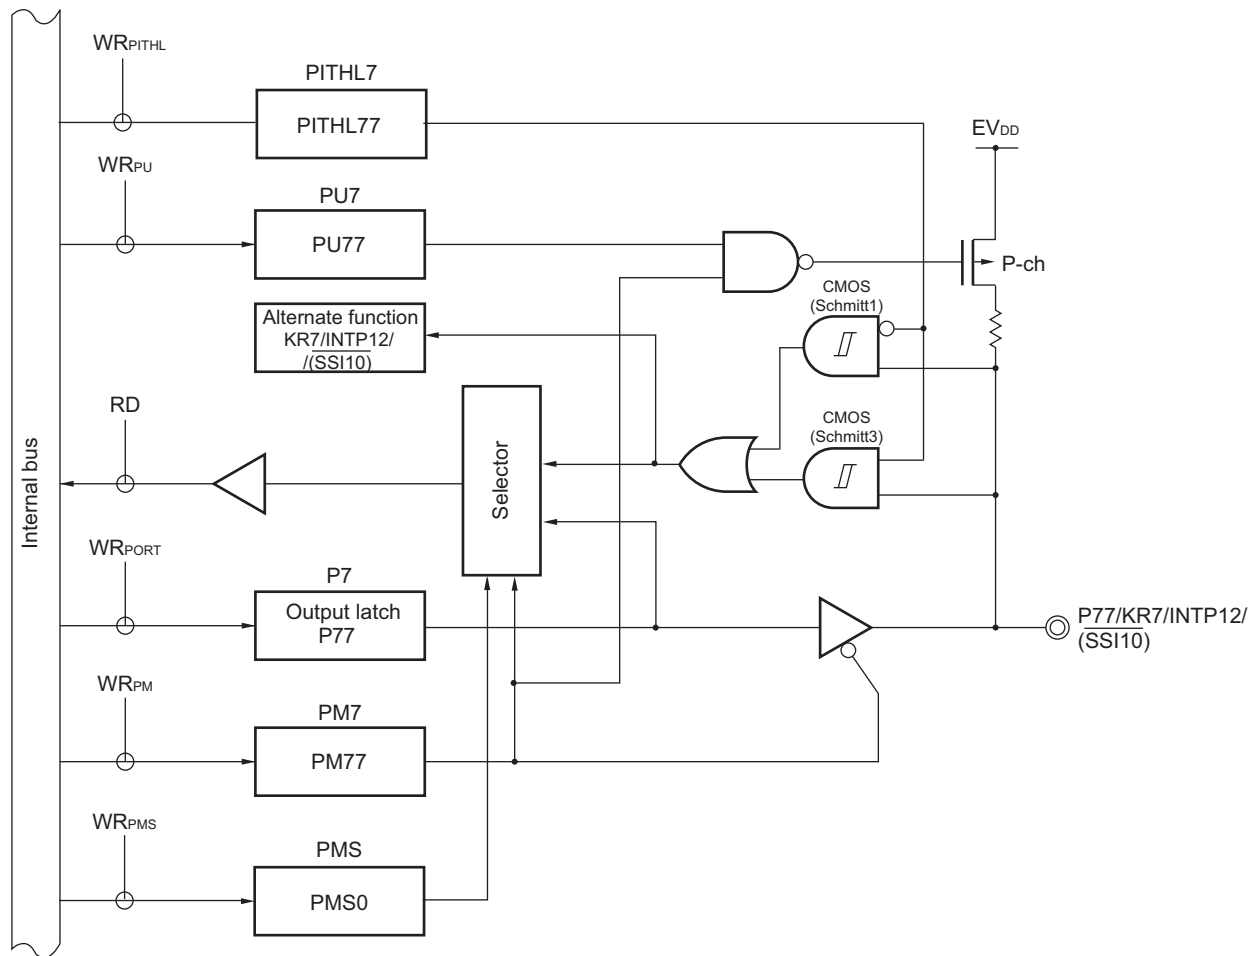 WRPITHL
PITHL7
PITHL77
EVDD
WRPU
PU7
PU77
P-ch
CMOS
(Schmitt1)
Alternate function
KR7/INTP12/
/(SSI10)
RD
CMOS
(Schmitt3)
Selector
Internal bus
WRPORT
P7
Output latch
P77
P77/KR7/INTP12/
(SSI10)
WRPM
PM7
PM77
WRPMS
PMS
PMS0